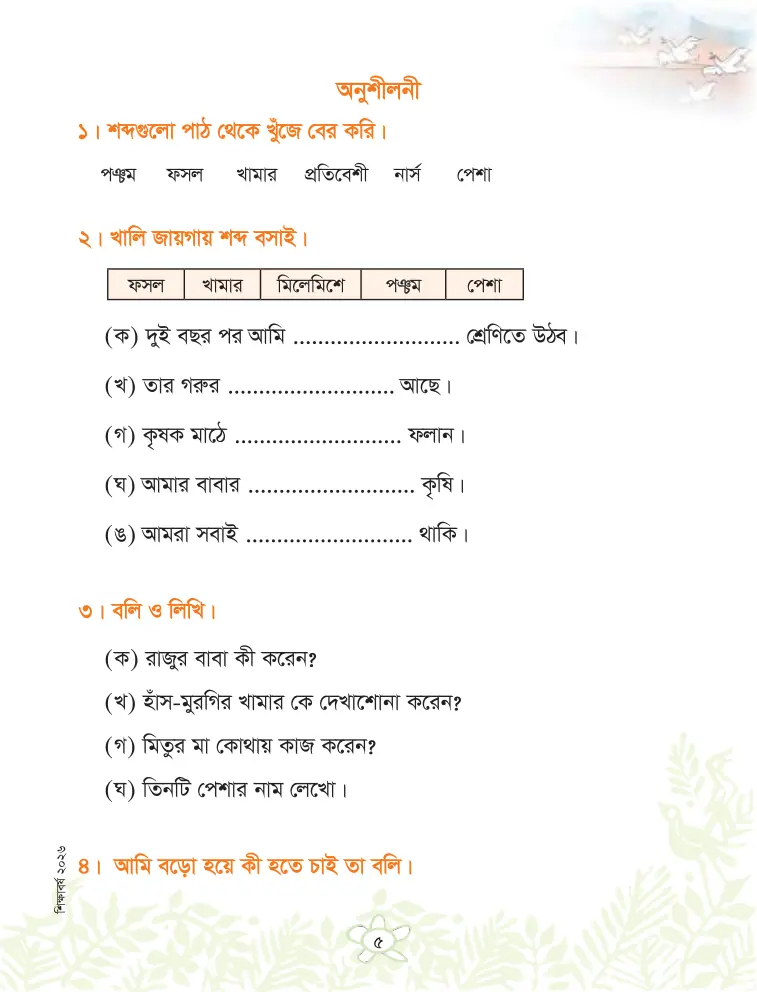 অনুশীলনী
১। শব্দগুলো পাঠ থেকে খুঁজে বের করি।
পঞ্চম ফসল খামার প্রতিবেশী নার্স পেশা
২। খালি জায়গায় শব্দ বসাই।
ফসল খামার মিলেমিশে পঞ্চম পেশা
(ক) দুই বছর পর আমি ........................... শ্রেণিতে উঠব।
(খ) তার গরুর ........................... আছে।
(গ) কৃষক মাঠে ........................... ফলান।
(ঘ) আমার বাবার ........................... কৃষি।
(ঙ) আমরা সবাই ........................... থাকি।
৩। বলি ও লিখি।
(ক) রাজুর বাবা কী করেন?
(খ) হাঁস-মুরগির খামার কে দেখাশোনা করেন?
(গ) মিতুর মা কোথায় কাজ করেন?
(ঘ) তিনটি পেশার নাম লেখো।
৪। আমি বড়ো হয়ে কী হতে চাই তা বলি।
শিক্ষাবর্ষ ২০২৬
৫